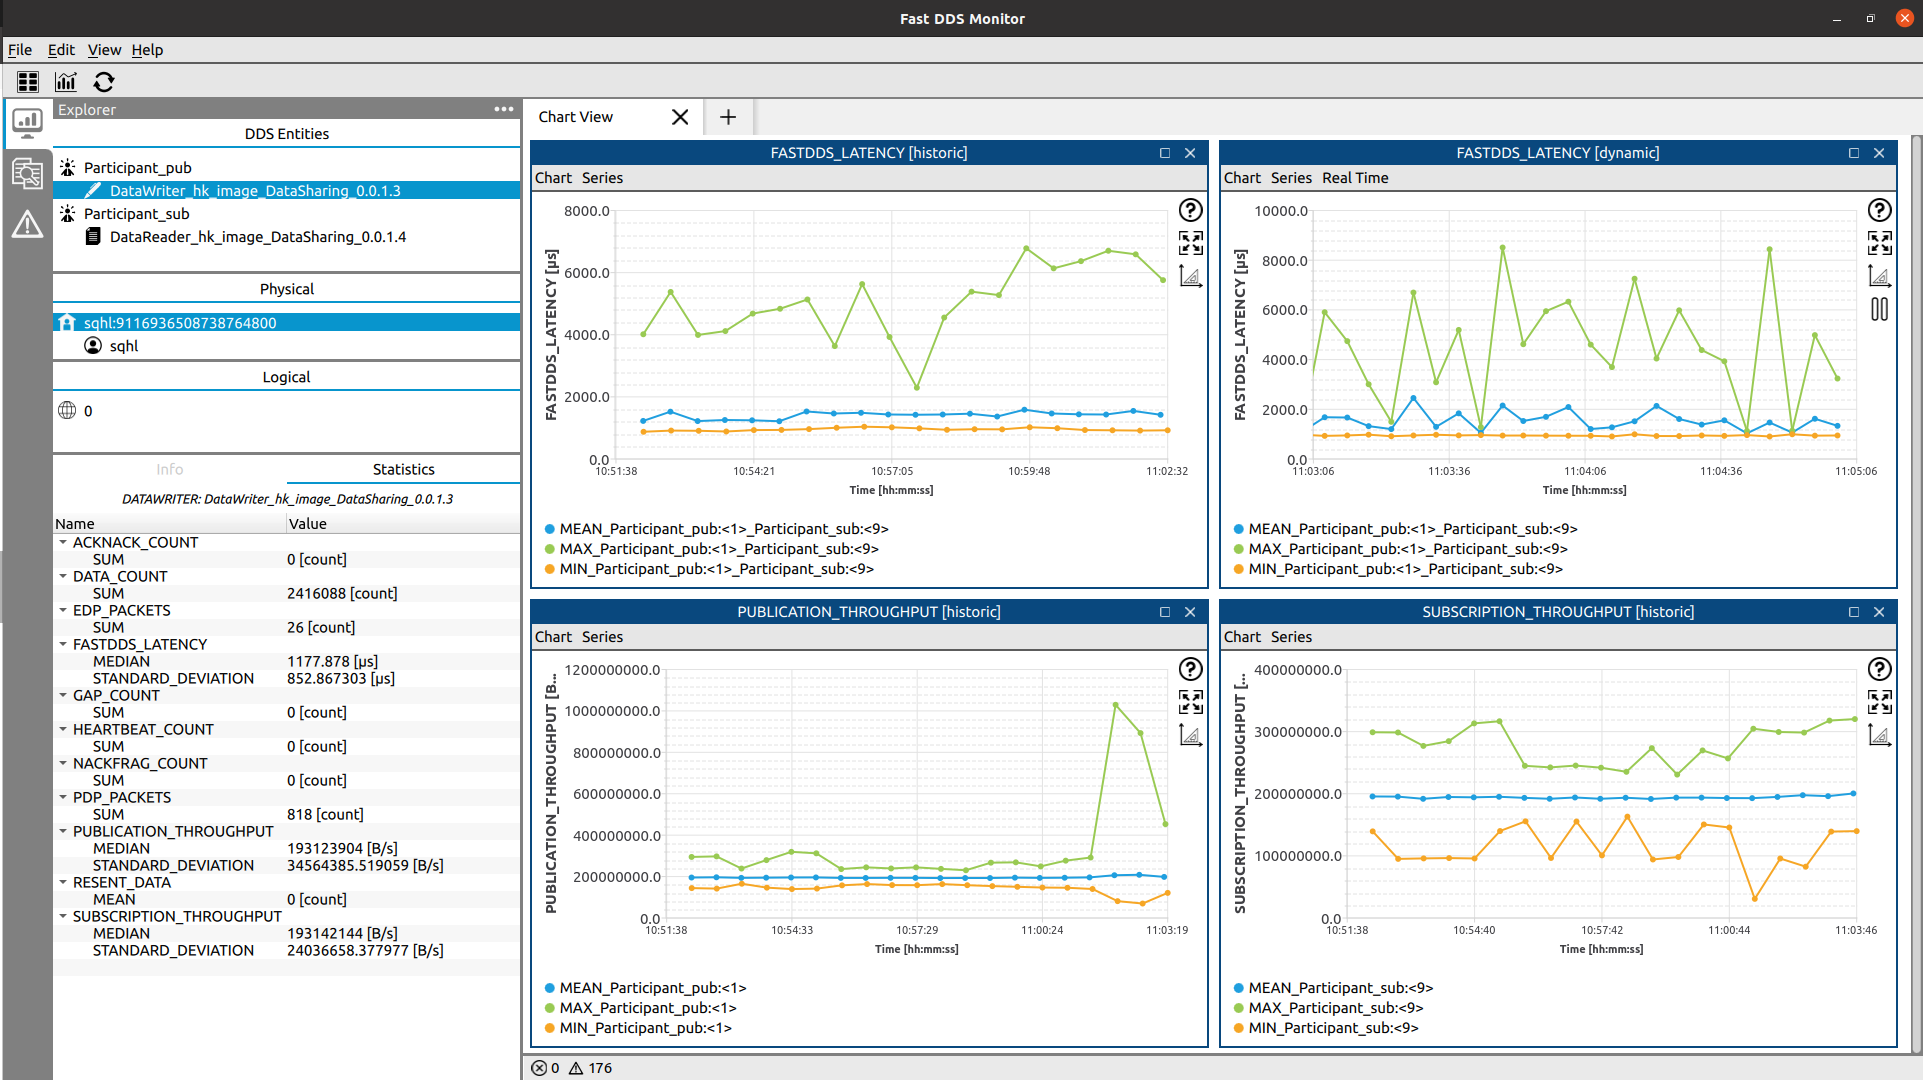 Fast DDS Monitor
File Edit View Help
Explorer
DDS Entities
Participant_pub
DataWriter_hk_image_DataSharing_0.0.1.3
Participant_sub
DataReader_hk_image_DataSharing_0.0.1.4
Physical
sqhl:9116936508738764800
sqhl
Logical
0
Info Statistics
DATAWRITER: DataWriter_hk_image_DataSharing_0.0.1.3
Name Value
ACKNACK_COUNT
SUM 0 [count]
DATA_COUNT
SUM 2416088 [count]
EDP_PACKETS
SUM 26 [count]
FASTDDS_LATENCY
MEDIAN 1177.878 [µs]
STANDARD_DEVIATION 852.867303 [µs]
GAP_COUNT
SUM 0 [count]
HEARTBEAT_COUNT
SUM 0 [count]
NACKFRAG_COUNT
SUM 0 [count]
PDP_PACKETS
SUM 818 [count]
PUBLICATION_THROUGHPUT
MEDIAN 193123904 [B/s]
STANDARD_DEVIATION 34564385.519059 [B/s]
RESENT_DATA
MEAN 0 [count]
SUBSCRIPTION_THROUGHPUT
MEDIAN 193142144 [B/s]
STANDARD_DEVIATION 24036658.377977 [B/s]
Chart View
FASTDDS_LATENCY [historic]
Chart Series
FASTDDS_LATENCY [µs]
8000.0
6000.0
4000.0
2000.0
0.0
10:51:38 10:54:21 10:57:05 10:59:48 11:02:32
Time [hh:mm:ss]
MEAN_Participant_pub:<1>_Participant_sub:<9>
MAX_Participant_pub:<1>_Participant_sub:<9>
MIN_Participant_pub:<1>_Participant_sub:<9>
FASTDDS_LATENCY [dynamic]
Chart Series Real Time
FASTDDS_LATENCY [µs]
10000.0
8000.0
6000.0
4000.0
2000.0
0.0
11:03:06 11:03:36 11:04:06 11:04:36 11:05:06
Time [hh:mm:ss]
MEAN_Participant_pub:<1>_Participant_sub:<9>
MAX_Participant_pub:<1>_Participant_sub:<9>
MIN_Participant_pub:<1>_Participant_sub:<9>
PUBLICATION_THROUGHPUT [historic]
Chart Series
PUBLICATION_THROUGHPUT [B...
1200000000.0
1000000000.0
800000000.0
600000000.0
400000000.0
200000000.0
0.0
10:51:38 10:54:33 10:57:29 11:00:24 11:03:19
Time [hh:mm:ss]
MEAN_Participant_pub:<1>
MAX_Participant_pub:<1>
MIN_Participant_pub:<1>
SUBSCRIPTION_THROUGHPUT [historic]
Chart Series
SUBSCRIPTION_THROUGHPUT [...
400000000.0
300000000.0
200000000.0
100000000.0
0.0
10:51:38 10:54:40 10:57:42 11:00:44 11:03:46
Time [hh:mm:ss]
MEAN_Participant_sub:<9>
MAX_Participant_sub:<9>
MIN_Participant_sub:<9>
0 176